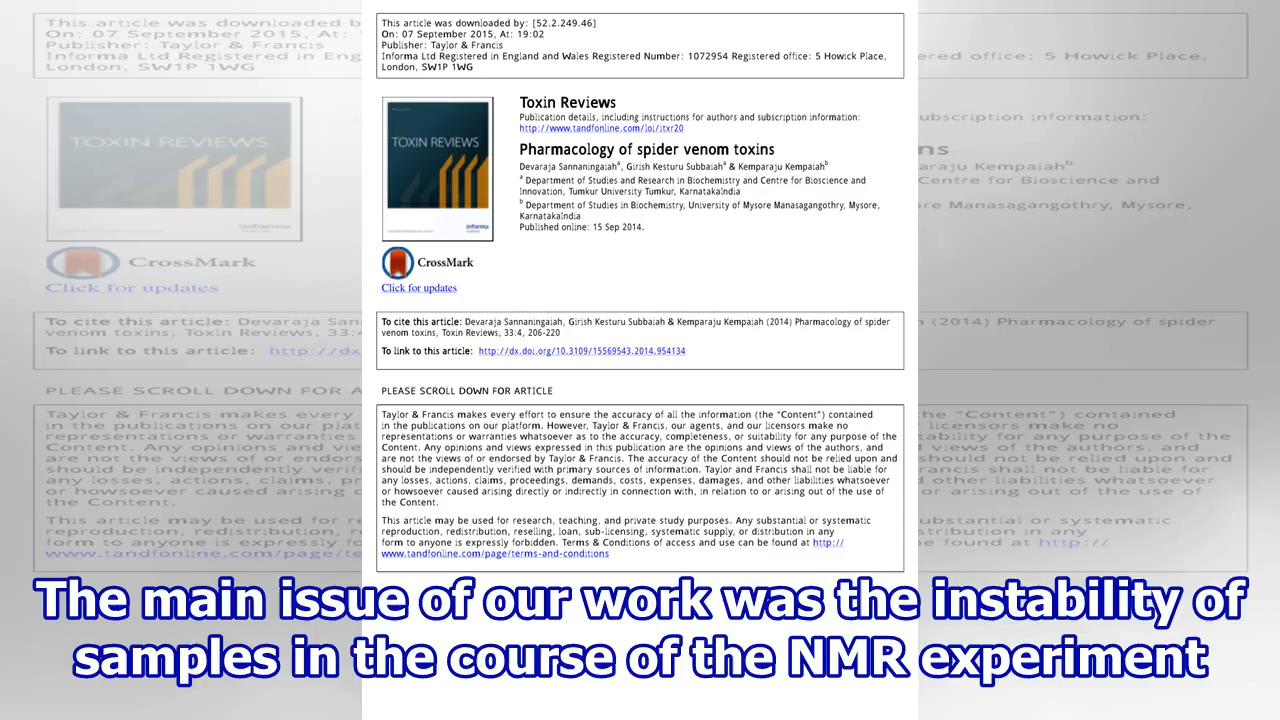 This article was downloaded by: [52.2.249.46]
On: 07 September 2015, At: 19:02
Publisher: Taylor & Francis
Informa Ltd Registered in England and Wales Registered Number: 1072954 Registered office: 5 Howick Place,
London, SW1P 1WG
TOXIN REVIEWS
informa
Toxin Reviews
Publication details, including instructions for authors and subscription information:
http://www.tandfonline.com/loi/itxr20
Pharmacology of spider venom toxins
Devaraja Sannaningaiahª, Girish Kesturu Subbaiahª & Kemparaju Kempaiahᵇ
ª Department of Studies and Research in Biochemistry and Centre for Bioscience and
Innovation, Tumkur University Tumkur, KarnatakaIndia
ᵇ Department of Studies in Biochemistry, University of Mysore Manasagangothry, Mysore,
KarnatakaIndia
Published online: 15 Sep 2014.
CrossMark
Click for updates
To cite this article: Devaraja Sannaningaiah, Girish Kesturu Subbaiah & Kemparaju Kempaiah (2014) Pharmacology of spider
venom toxins, Toxin Reviews, 33:4, 206-220
To link to this article: http://dx.doi.org/10.3109/15569543.2014.954134
PLEASE SCROLL DOWN FOR ARTICLE
Taylor & Francis makes every effort to ensure the accuracy of all the information (the “Content”) contained
in the publications on our platform. However, Taylor & Francis, our agents, and our licensors make no
representations or warranties whatsoever as to the accuracy, completeness, or suitability for any purpose of the
Content. Any opinions and views expressed in this publication are the opinions and views of the authors, and
are not the views of or endorsed by Taylor & Francis. The accuracy of the Content should not be relied upon and
should be independently verified with primary sources of information. Taylor and Francis shall not be liable for
any losses, actions, claims, proceedings, demands, costs, expenses, damages, and other liabilities whatsoever
or howsoever caused arising directly or indirectly in connection with, in relation to or arising out of the use of
the Content.
This article may be used for research, teaching, and private study purposes. Any substantial or systematic
reproduction, redistribution, reselling, loan, sub-licensing, systematic supply, or distribution in any
form to anyone is expressly forbidden. Terms & Conditions of access and use can be found at http://
www.tandfonline.com/page/terms-and-conditions
The main issue of our work was the instability of
samples in the course of the NMR experiment